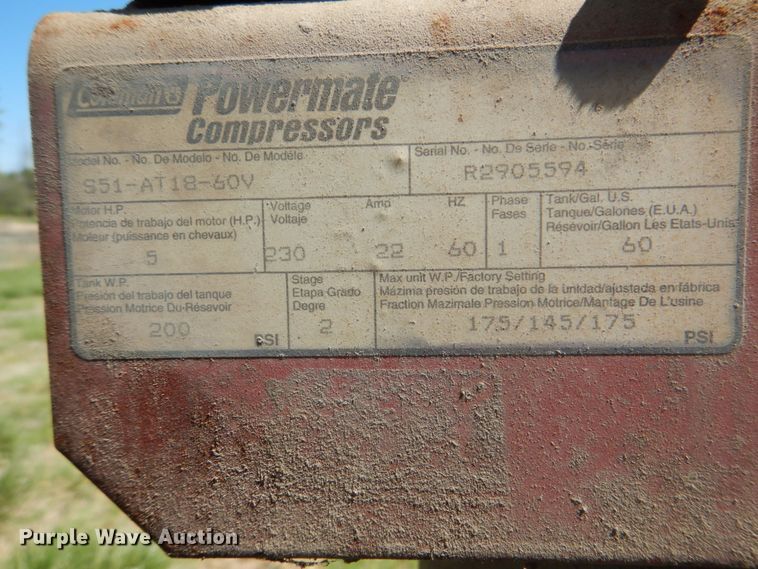 Coleman
Powermate
Compressors
Model No. - No. De Modelo - No. De Modéle
S51-AT18-60V
Serial No. - No. De Serie - No. Série
R2905594
Motor H.P.
Potencia de trabajo del motor (H.P.)
Moteur (puissance en chevaux)
5
Voltage
Voltaje
230
Amp
22
HZ
60
Phase
Fases
1
Tank/Gal. U.S.
Tanque/Galones (E.U.A.)
Résevoir/Gallon Les Etats-Unis
60
Tank W.P.
Presión del trabajo del tanque
Pression Motrice Du-Résevoir
200
PSI
Stage
Etapa Grado
Degre
2
Max unit W.P./Factory Setting
Mázima presión de trabajo de la unidad/ajustada en fábrica
Fraction Mazimale Pression Motrice/Mantage De L'usine
175/145/175
PSI
Purple Wave Auction